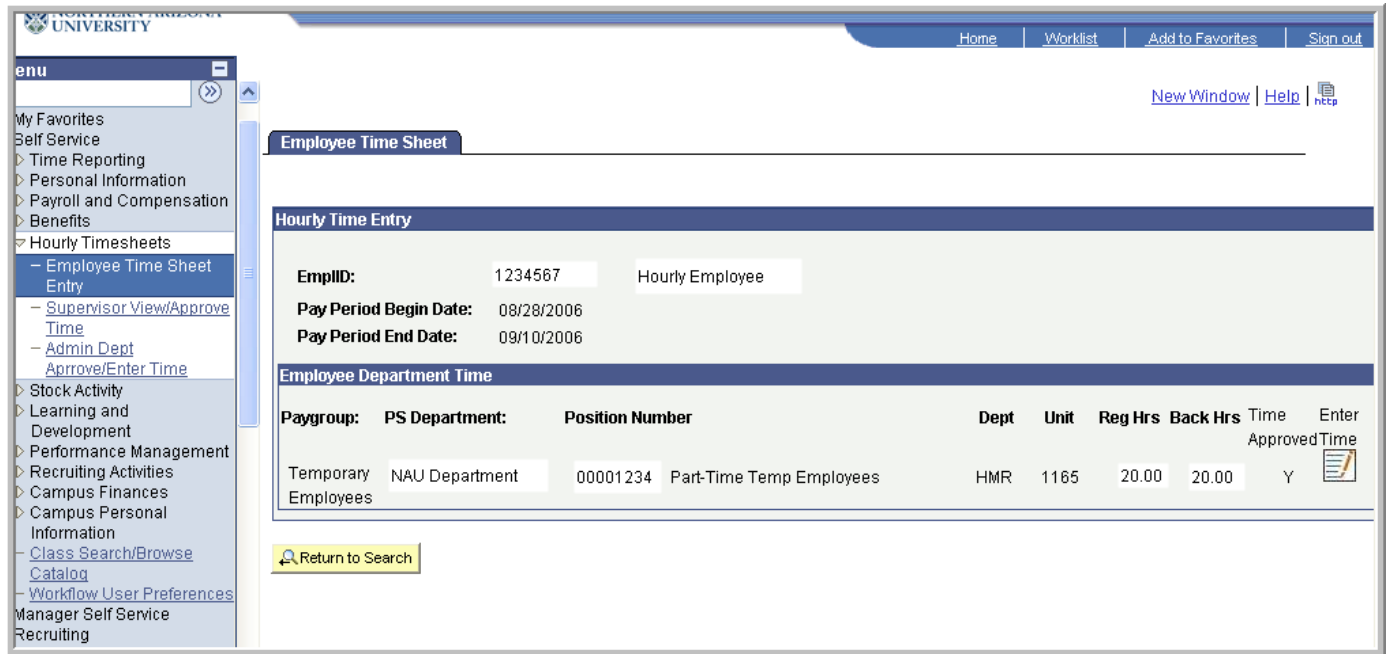 NORTHERN ARIZONA
UNIVERSITY
Home Worklist Add to Favorites Sign out
enu
New Window | Help | http
My Favorites
Self Service
Time Reporting
Personal Information
Payroll and Compensation
Benefits
Hourly Timesheets
– Employee Time Sheet
Entry
– Supervisor View/Approve
Time
– Admin Dept
Aprrove/Enter Time
Stock Activity
Learning and
Development
Performance Management
Recruiting Activities
Campus Finances
Campus Personal
Information
– Class Search/Browse
Catalog
– Workflow User Preferences
Manager Self Service
Recruiting
Employee Time Sheet
Hourly Time Entry
EmplID: 1234567 Hourly Employee
Pay Period Begin Date: 08/28/2006
Pay Period End Date: 09/10/2006
Employee Department Time
Paygroup: PS Department: Position Number Dept Unit Reg Hrs Back Hrs Time Enter
Approved Time
Temporary NAU Department 00001234 Part-Time Temp Employees HMR 1165 20.00 20.00 Y
Employees
Return to Search